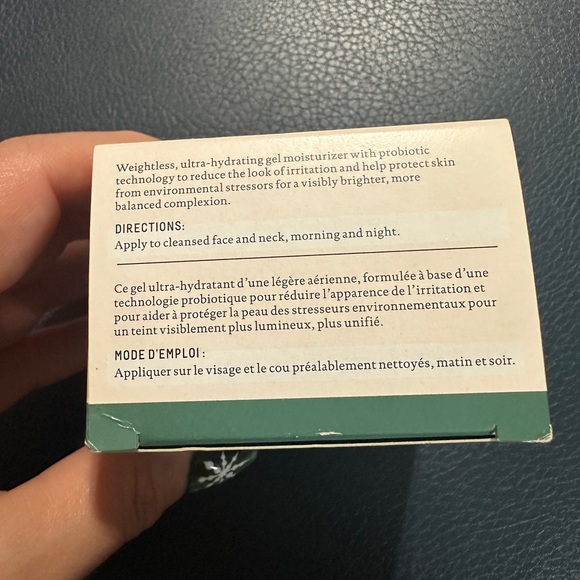 Weightless, ultra-hydrating gel moisturizer with probiotic
technology to reduce the look of irritation and help protect skin
from environmental stressors for a visibly brighter, more
balanced complexion.
DIRECTIONS:
Apply to cleansed face and neck, morning and night.
Ce gel ultra-hydratant d'une légère aérienne, formulée à base d'une
technologie probiotique pour réduire l'apparence de l'irritation et
pour aider à protéger la peau des stresseurs environnementaux pour
un teint visiblement plus lumineux, plus unifié.
MODE D'EMPLOI :
Appliquer sur le visage et le cou préalablement nettoyés, matin et soir.